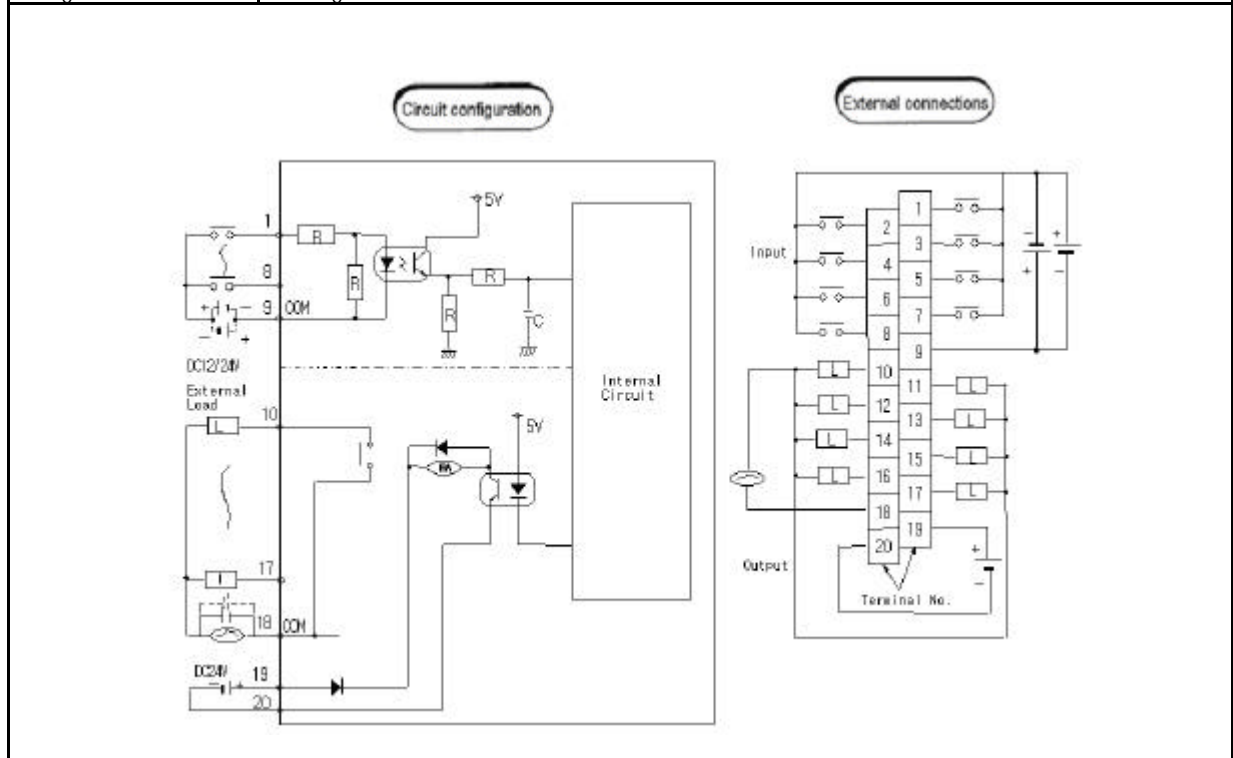 Circuit configuration
External connections
5V
1
R
8
R
R
R
9 COM
C
+ -
- +
DC12/24V
External
Load
10
L
Internal
Circuit
5V
RA
17
18 COM
DC24V
- +
19
20
Input
1
2
3
4
5
6
7
8
9
- +
+ -
L 10
11 L
L 12
13 L
L 14
15 L
L 16
17 L
18
19
20
+
-
Output
Terminal No.